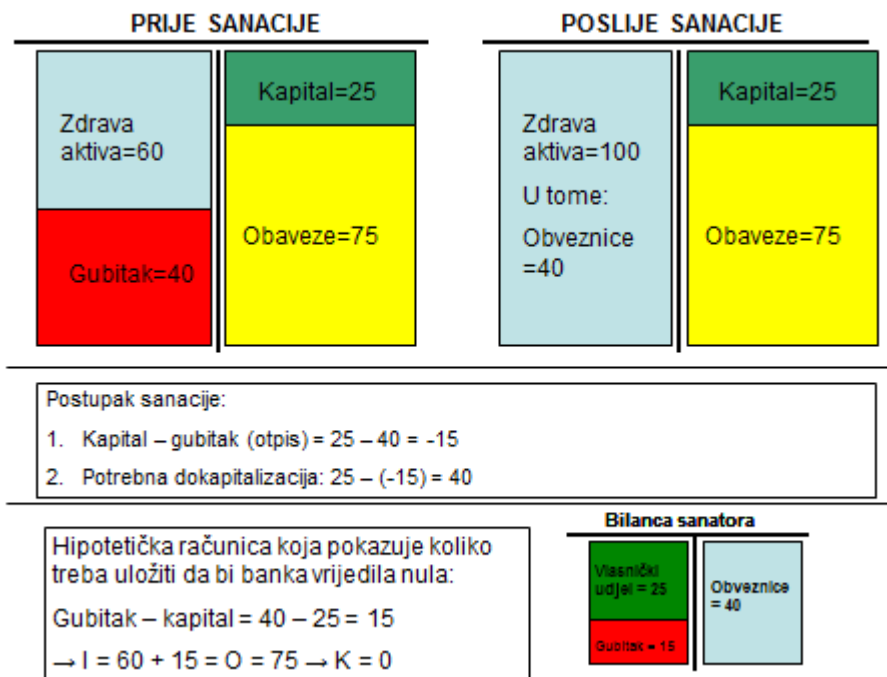 PRIJE SANACIJE
Zdrava
aktiva=60
Gubitak=40
Kapital=25
Obaveze=75
POSLIJE SANACIJE
Zdrava
aktiva=100
U tome:
Obveznice
=40
Kapital=25
Obaveze=75
Postupak sanacije:
1. Kapital – gubitak (otpis) = 25 – 40 = -15
2. Potrebna dokapitalizacija: 25 – (-15) = 40
Hipotetička računica koja pokazuje koliko
treba uložiti da bi banka vrijedila nula:
Gubitak – kapital = 40 – 25 = 15
→ I = 60 + 15 = O = 75 → K = 0
Bilanca sanatora
Vlasnički
udjel = 25
Gubitak = 15
Obveznice
= 40